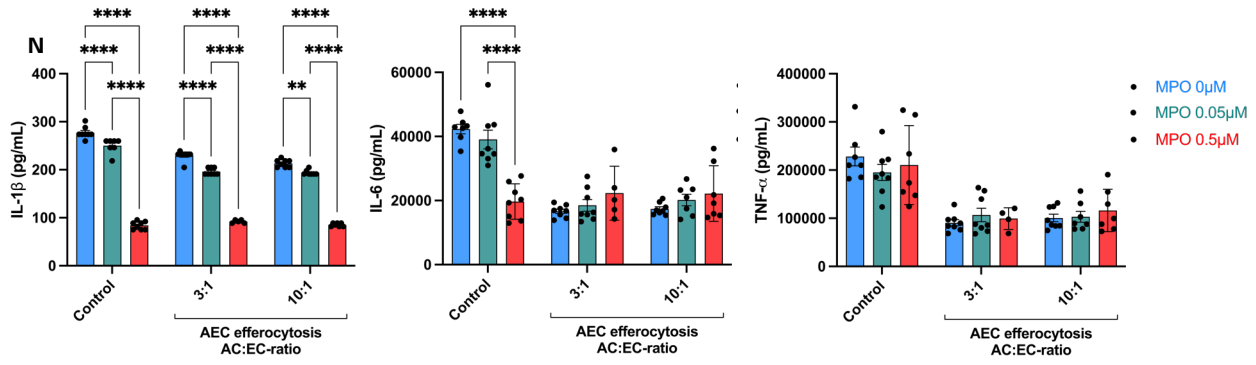 N
**** **** ****
**** **** ****
**** **** **
IL-1β (pg/mL)
400
300
200
100
0
Control
3:1
10:1
AEC efferocytosis
AC:EC-ratio
****
****
IL-6 (pg/mL)
60000
40000
20000
0
Control
3:1
10:1
AEC efferocytosis
AC:EC-ratio
TNF-α (pg/mL)
400000
300000
200000
100000
0
Control
3:1
10:1
AEC efferocytosis
AC:EC-ratio
MPO 0μM
MPO 0.05μM
MPO 0.5μM